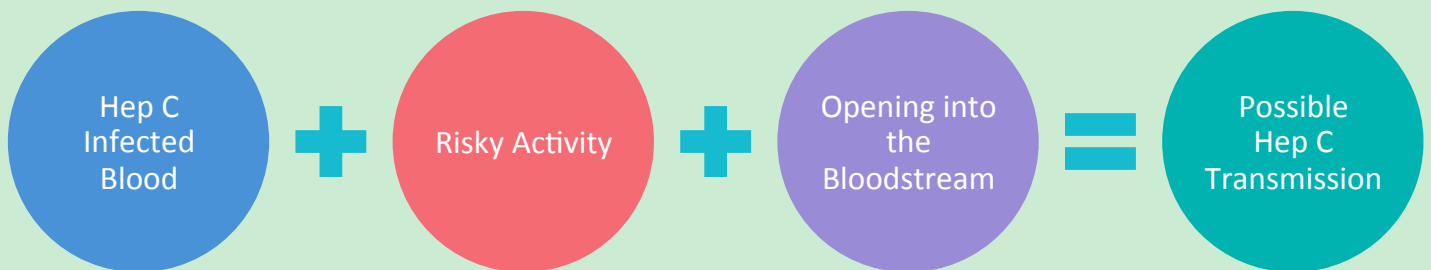 Hep C
Infected
Blood
Risky Activity
Opening into
the
Bloodstream
Possible
Hep C
Transmission